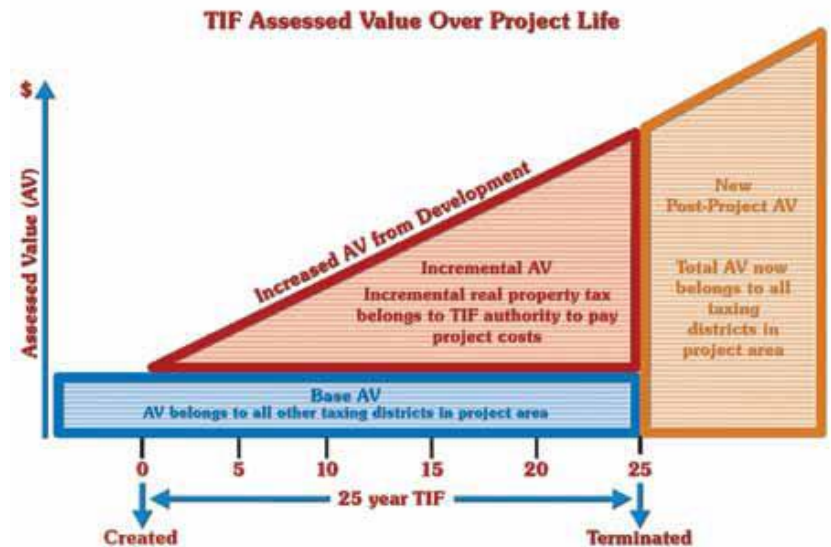 TIF Assessed Value Over Project Life
$
Assessed Value (AV)
Increased AV from Development
Incremental AV
Incremental real property tax
belongs to TIF authority to pay
project costs
New
Post-Project AV
Total AV now
belongs to all
taxing
districts in
project area
Base AV
AV belongs to all other taxing districts in project area
0 5 10 15 20 25
25 year TIF
Created Terminated